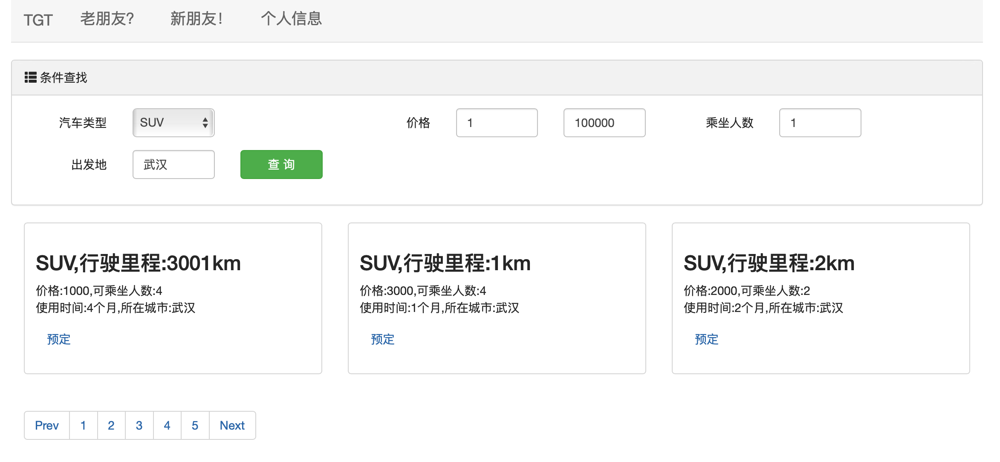 TGT 老朋友? 新朋友! 个人信息
条件查找
汽车类型 SUV 价格 1 100000 乘坐人数 1
出发地 武汉 查 询
SUV,行驶里程:3001km
价格:1000,可乘坐人数:4
使用时间:4个月,所在城市:武汉
预定
SUV,行驶里程:1km
价格:3000,可乘坐人数:4
使用时间:1个月,所在城市:武汉
预定
SUV,行驶里程:2km
价格:2000,可乘坐人数:2
使用时间:2个月,所在城市:武汉
预定
Prev 1 2 3 4 5 Next